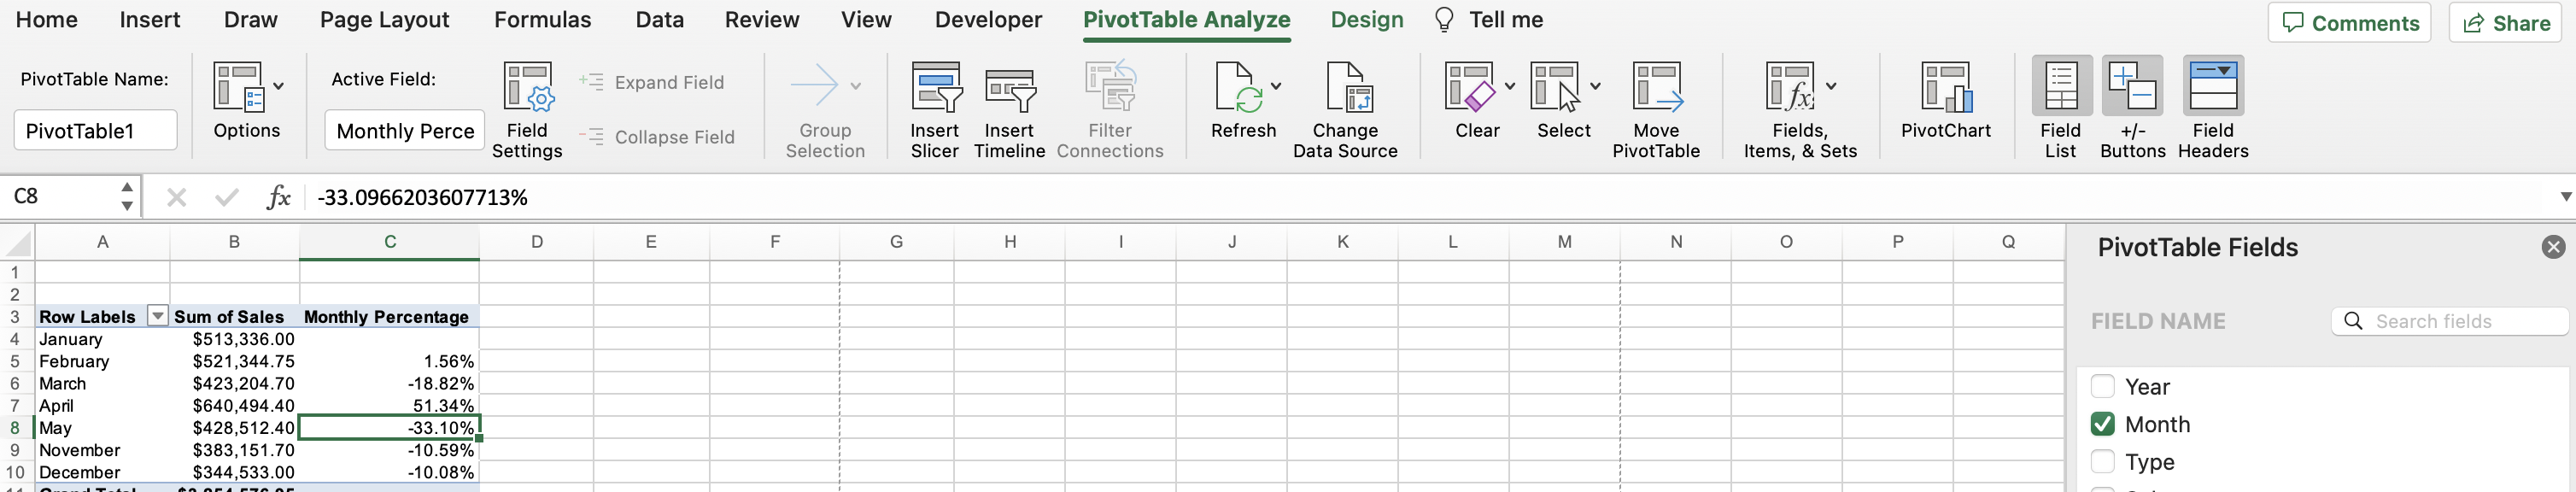 Home Insert Draw Page Layout Formulas Data Review View Developer PivotTable Analyze Design Tell me Comments Share
PivotTable Name:
PivotTable1
Options
Active Field:
Monthly Perce
Field
Settings
Expand Field
Collapse Field
Group
Selection
Insert
Slicer
Insert
Timeline
Filter
Connections
Refresh
Change
Data Source
Clear
Select
Move
PivotTable
fx
Fields,
Items, & Sets
PivotChart
Field
List
+/-
Buttons
Field
Headers
C8 fx -33.0966203607713%
A B C D E F G H I J K L M N O P Q
1
2
3 Row Labels Sum of Sales Monthly Percentage
4 January $513,336.00
5 February $521,344.75 1.56%
6 March $423,204.70 -18.82%
7 April $640,494.40 51.34%
8 May $428,512.40 -33.10%
9 November $383,151.70 -10.59%
10 December $344,533.00 -10.08%
PivotTable Fields
FIELD NAME Search fields
Year
Month
Type